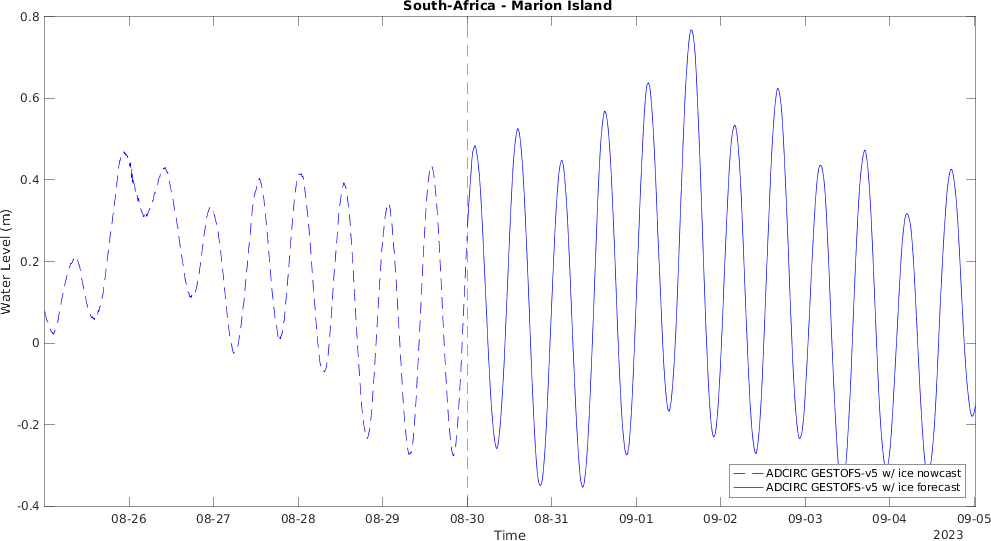 South-Africa - Marion Island
0.8
0.6
0.4
0.2
0
-0.2
-0.4
Water Level (m)
ADCIRC GESTOFS-v5 w/ ice nowcast
ADCIRC GESTOFS-v5 w/ ice forecast
08-26 08-27 08-28 08-29 08-30 08-31 09-01 09-02 09-03 09-04 09-05
Time
2023